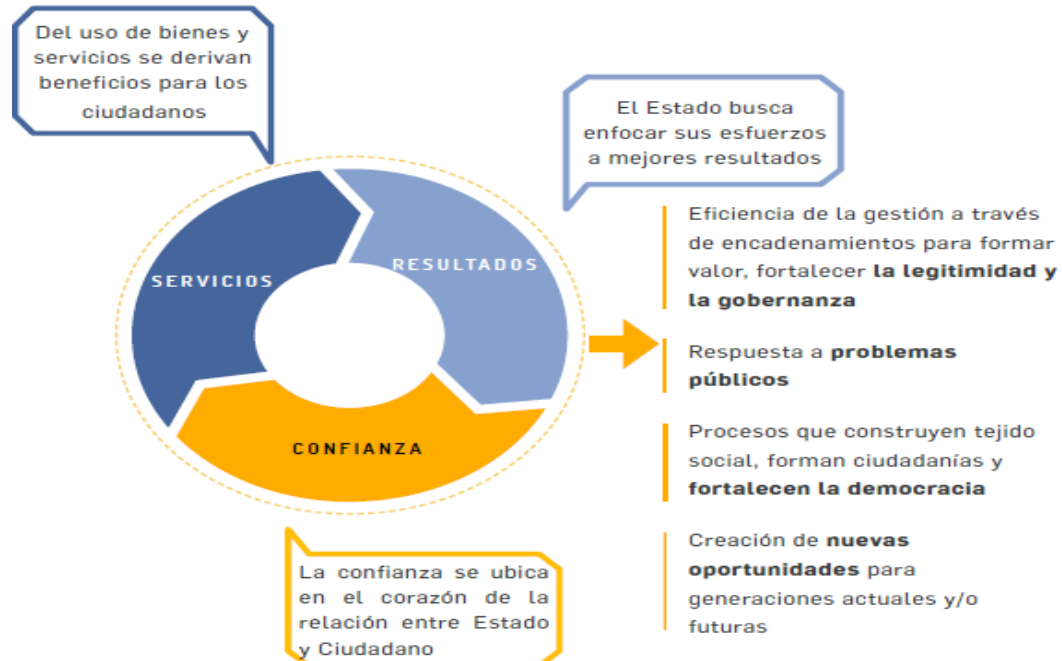 Del uso de bienes y
servicios se derivan
beneficios para los
ciudadanos
El Estado busca
enfocar sus esfuerzos
a mejores resultados
SERVICIOS
RESULTADOS
CONFIANZA
Eficiencia de la gestión a través
de encadenamientos para formar
valor, fortalecer la legitimidad y
la gobernanza
Respuesta a problemas
públicos
Procesos que construyen tejido
social, forman ciudadanías y
fortalecen la democracia
Creación de nuevas
oportunidades para
generaciones actuales y/o
futuras
La confianza se ubica
en el corazón de la
relación entre Estado
y Ciudadano